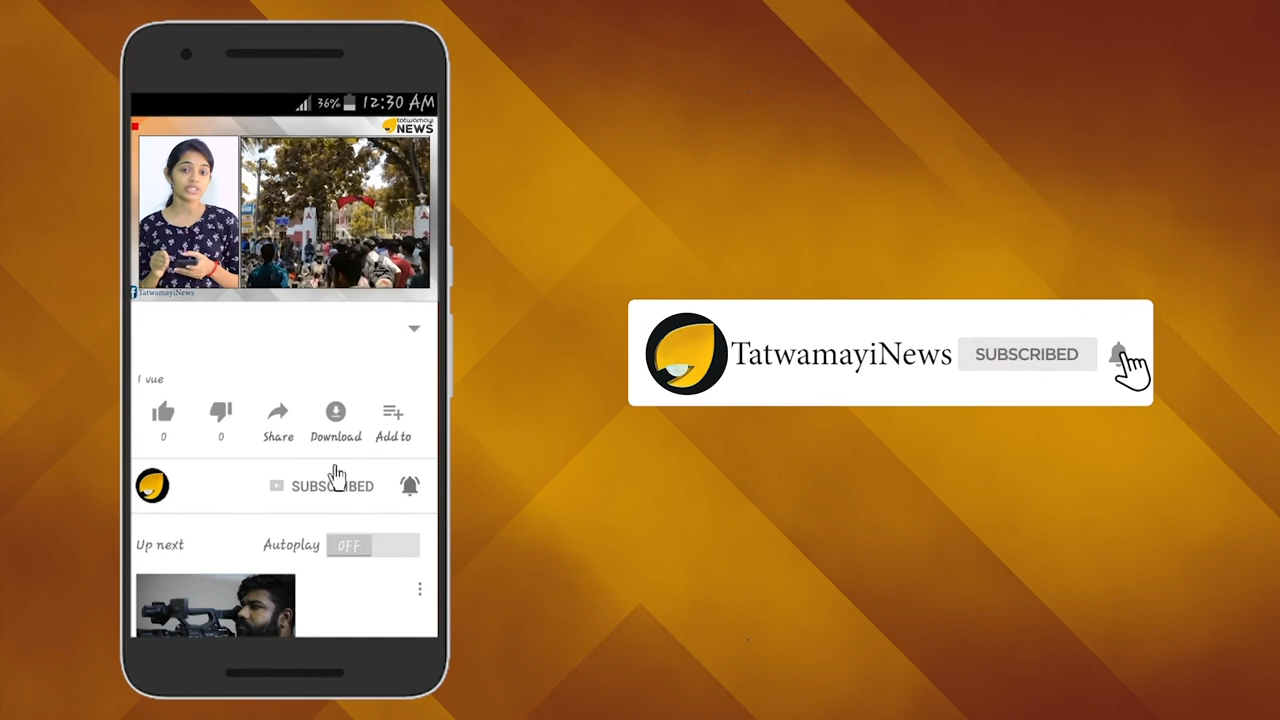 36% 12:30 AM
tatwamayi
NEWS
TatwamayiNews
1 vue
0 0 Share Download Add to
SUBSCRIBED
Up next Autoplay OFF
TatwamayiNews SUBSCRIBED